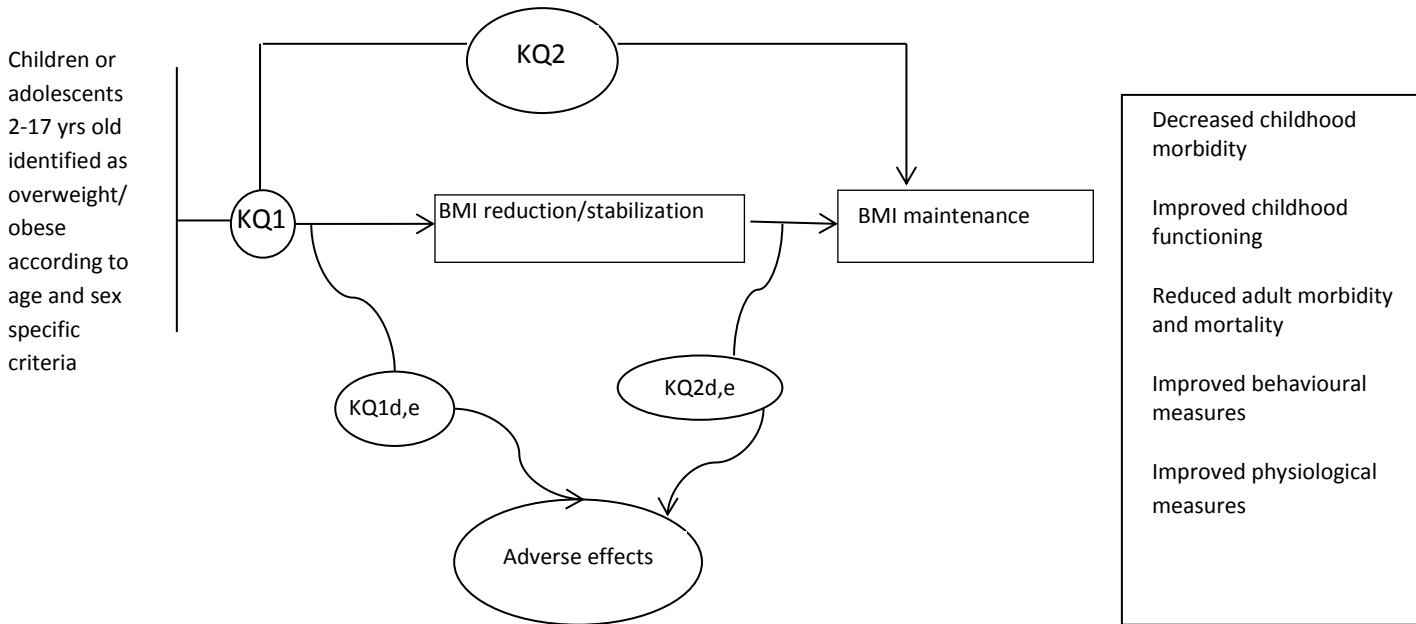 Children or
adolescents
2-17 yrs old
identified as
overweight/
obese
according to
age and sex
specific
criteria
KQ2
KQ1
BMI reduction/stabilization
BMI maintenance
KQ1d,e
KQ2d,e
Adverse effects
Decreased childhood
morbidity
Improved childhood
functioning
Reduced adult morbidity
and mortality
Improved behavioural
measures
Improved physiological
measures